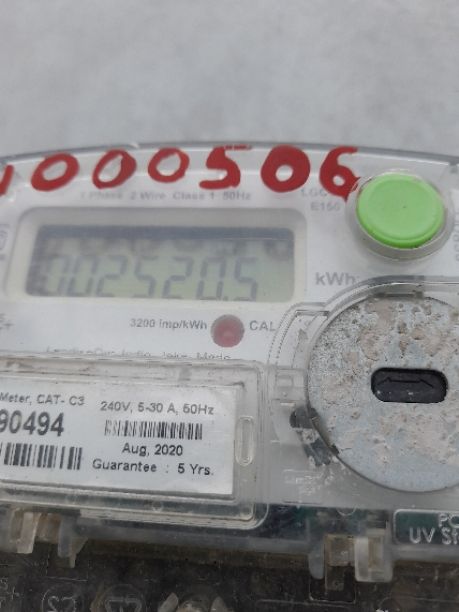 000506
1 Phase 2 Wire Class 1 50Hz
E150
002520.5
kWh
3200 imp/kWh CAL
Meter, CAT- C3
240V, 5-30 A, 50Hz
90494
Aug, 2020
Guarantee : 5 Yrs.
UV